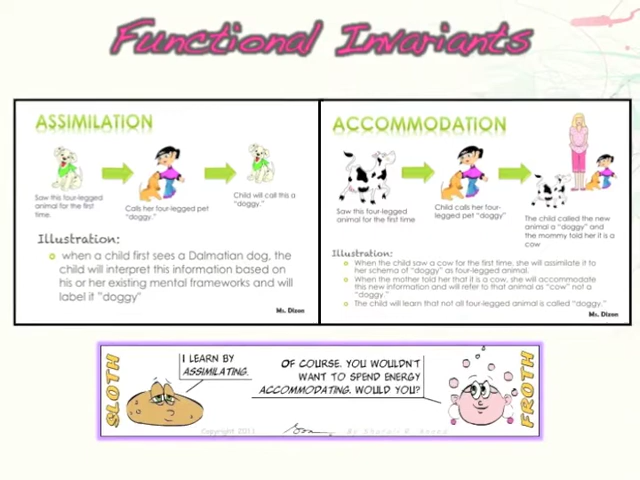 Functional Invariants
ASSIMILATION
Saw this four-legged
animal for the first
time.
Calls her four-legged pet
"doggy."
Child will call this a
"doggy."
Illustration:
when a child first sees a Dalmatian dog, the
child will interpret this information based on
his or her existing mental frameworks and will
label it "doggy"
Ms. Dizon
ACCOMMODATION
Saw this four-legged
animal for the first time
Child calls her four-
legged pet "doggy"
The child called the new
animal a "doggy" and
the mommy told her it is a
cow
Illustration:
When the child saw a cow for the first time, she will assimilate it to
her schema of "doggy" as four-legged animal.
When the mother told her that it is a cow, she will accommodate
this new information and will refer to that animal as "cow" not a
"doggy."
The child will learn that not all four-legged animal is called "doggy."
Ms. Dizon
SLOTH
I LEARN BY
ASSIMILATING.
OF COURSE. YOU WOULDN'T
WANT TO SPEND ENERGY
ACCOMMODATING, WOULD YOU?
FROTH
Copyright 2011